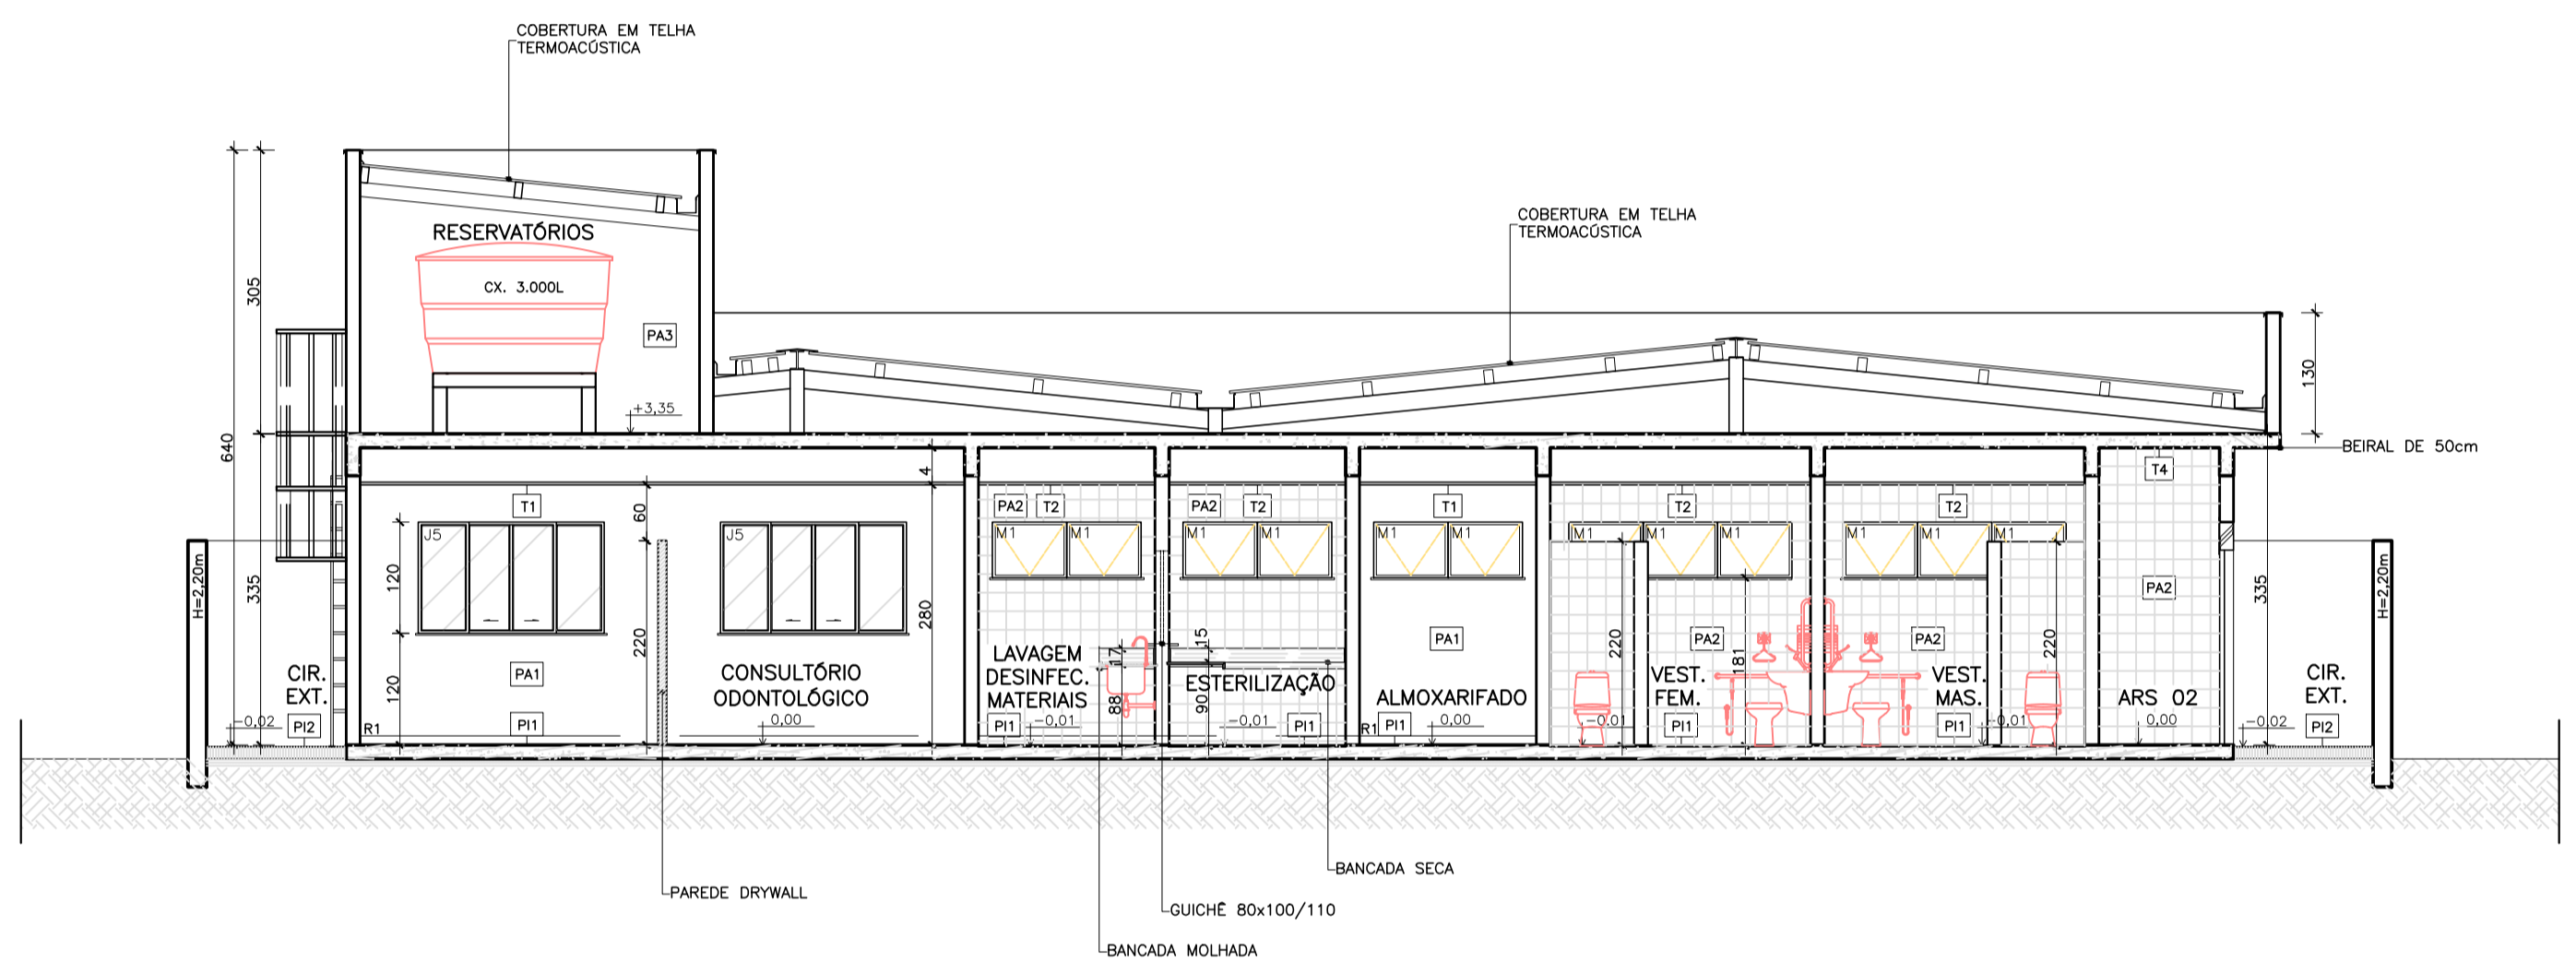 COBERTURA EM TELHA
TERMOACÚSTICA
COBERTURA EM TELHA
TERMOACÚSTICA
RESERVATÓRIOS
CX. 3.000L
PA3
+3,35
305
640
335
130
BEIRAL DE 50cm
4
T1
60
J5
J5
120
120
220
280
PA1
PI1
R1
CONSULTÓRIO
ODONTOLÓGICO
0,00
H=2,20m
CIR.
EXT.
PI2
-0,02
PA2
T2
M1
M1
LAVAGEM
DESINFEC.
MATERIAIS
PI1
-0,01
17
88
PA2
T2
M1
M1
15
90
ESTERILIZAÇÃO
-0,01
PI1
T1
M1
M1
PA1
ALMOXARIFADO
R1
PI1
0,00
T2
M1
M1
M1
220
PA2
181
VEST.
FEM.
-0,01
PI1
T2
M1
M1
M1
PA2
VEST.
MAS.
220
PI1
-0,01
T4
PA2
ARS 02
0,00
335
-0,02
CIR.
EXT.
PI2
H=2,20m
BANCADA SECA
PAREDE DRYWALL
GUICHÊ 80x100/110
BANCADA MOLHADA